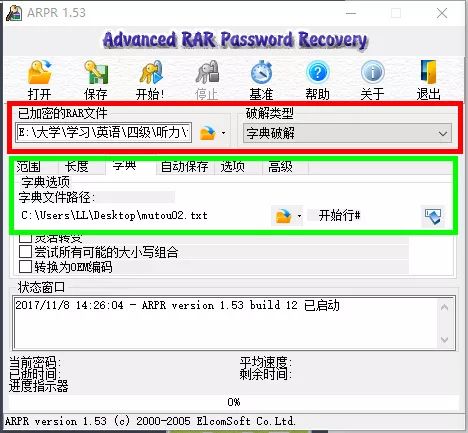 ARPR 1.53
Advanced RAR Password Recovery
打开 保存 开始! 停止 基准 帮助 关于 退出
已加密的RAR文件 破解类型
E:\大学\学习\英语\四级\听力\ 字典破解
范围 长度 字典 自动保存 选项 高级
字典选项
字典文件路径:
C:\Users\LL\Desktop\mutou02.txt 开始行#
灵活转变
尝试所有可能的大小写组合
转换为OEM编码
状态窗口
2017/11/8 14:26:04 - ARPR version 1.53 build 12 已启动
当前密码: 平均速度:
已逝时间: 剩余时间:
进度指示器
0%
ARPR version 1.53 (c) 2000-2005 ElcomSoft Co.Ltd.